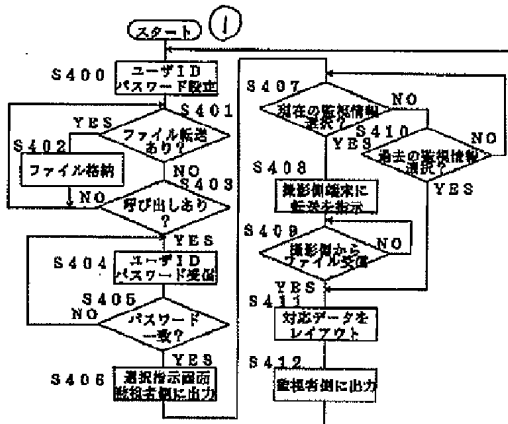 スタート
①
S400
ユーザID
パスワード設立
S401
YES
ファイル転送
あり?
S402
ファイル格納
NO
S403
NO
呼び出しあり
?
YES
S404
ユーザID
パスワード受信
S405
NO
パスワード
一致?
YES
S406
選択指示画面
監視者側に出力
S407
現在の監視情報
選択?
NO
YES
S410
過去の監視情報
選択?
NO
YES
S408
撮影側端末に
転送を指示
S409
撮影側から
ファイル受信
NO
YES
S411
対応データを
レイアウト
S412
監視者側に出力